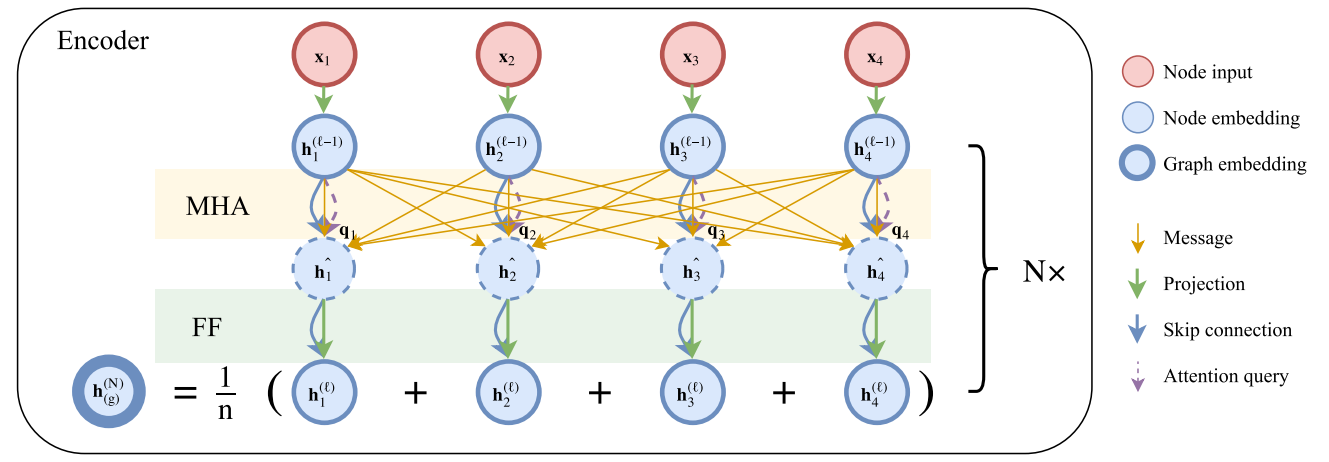 Encoder
x₁ x₂ x₃ x₄
h₁^(ℓ−1) h₂^(ℓ−1) h₃^(ℓ−1) h₄^(ℓ−1)
MHA
q₁ q₂ q₃ q₄
ĥ₁ ĥ₂ ĥ₃ ĥ₄
FF
h_(g)^(N) = 1/n ( h₁^(ℓ) + h₂^(ℓ) + h₃^(ℓ) + h₄^(ℓ) )
N×
Node input
Node embedding
Graph embedding
Message
Projection
Skip connection
Attention query